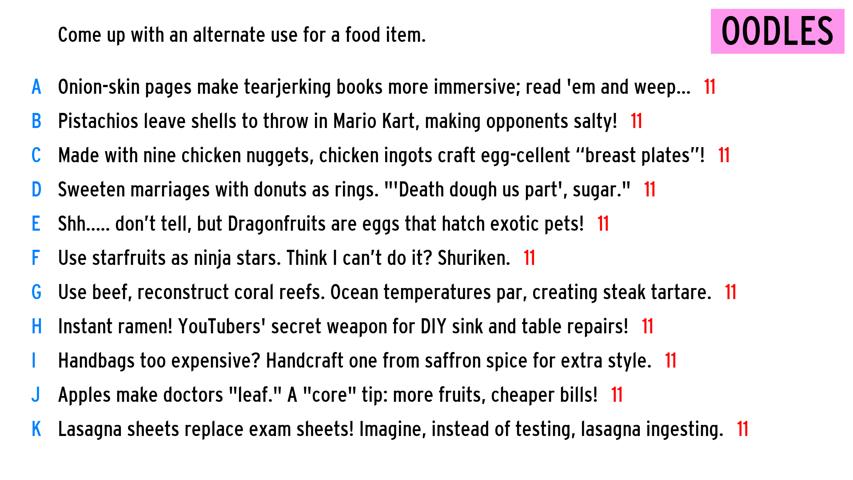 Come up with an alternate use for a food item.
OODLES
A Onion-skin pages make tearjerking books more immersive; read 'em and weep... 11
B Pistachios leave shells to throw in Mario Kart, making opponents salty! 11
C Made with nine chicken nuggets, chicken ingots craft egg-cellent “breast plates”! 11
D Sweeten marriages with donuts as rings. "'Death dough us part', sugar." 11
E Shh..... don’t tell, but Dragonfruits are eggs that hatch exotic pets! 11
F Use starfruits as ninja stars. Think I can’t do it? Shuriken. 11
G Use beef, reconstruct coral reefs. Ocean temperatures par, creating steak tartare. 11
H Instant ramen! YouTubers' secret weapon for DIY sink and table repairs! 11
I Handbags too expensive? Handcraft one from saffron spice for extra style. 11
J Apples make doctors "leaf." A "core" tip: more fruits, cheaper bills! 11
K Lasagna sheets replace exam sheets! Imagine, instead of testing, lasagna ingesting. 11